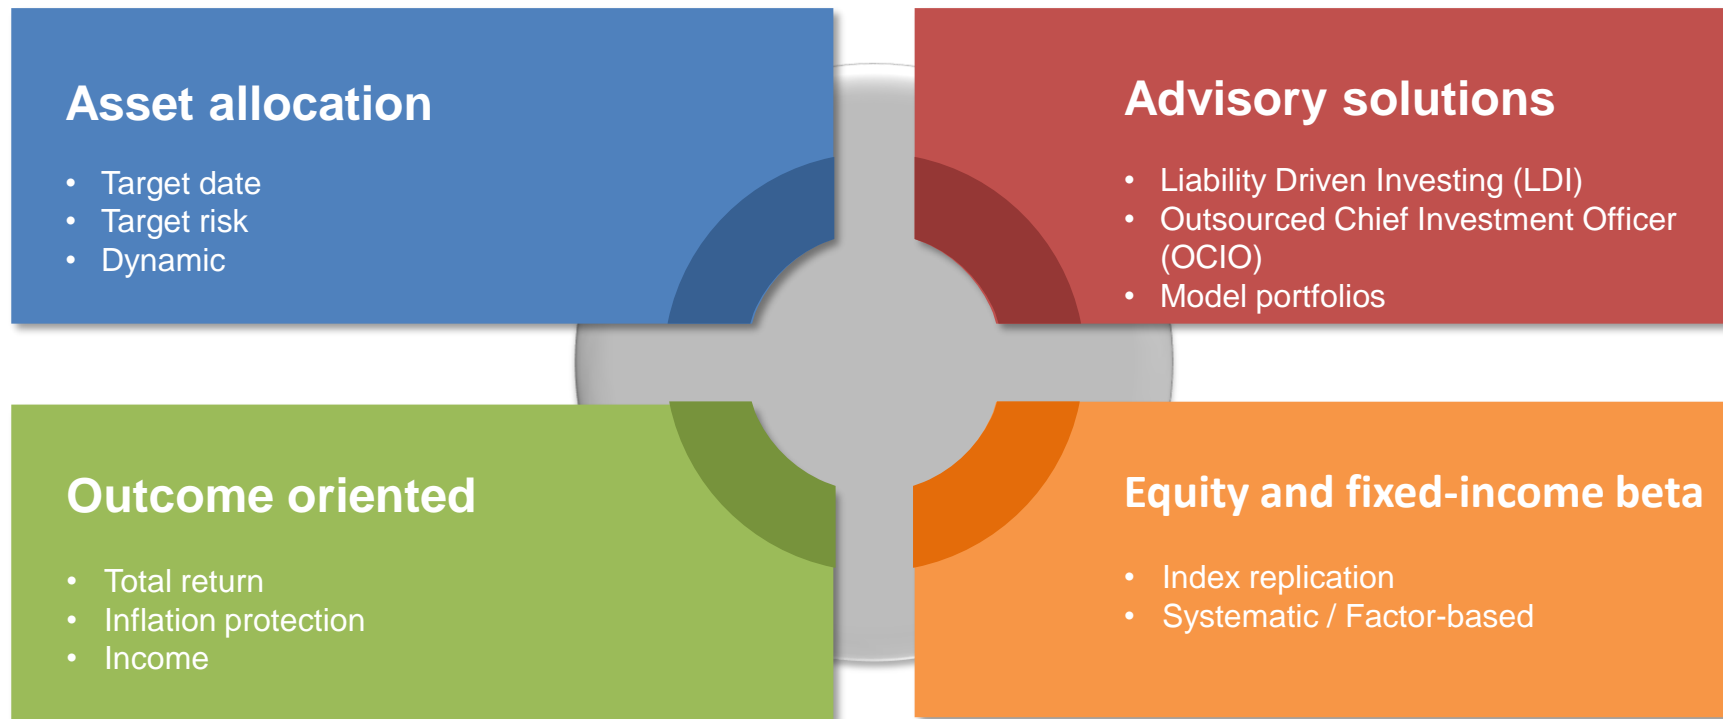 Asset allocation
• Target date
• Target risk
• Dynamic
Advisory solutions
• Liability Driven Investing (LDI)
• Outsourced Chief Investment Officer
(OCIO)
• Model portfolios
Outcome oriented
• Total return
• Inflation protection
• Income
Equity and fixed-income beta
• Index replication
• Systematic / Factor-based